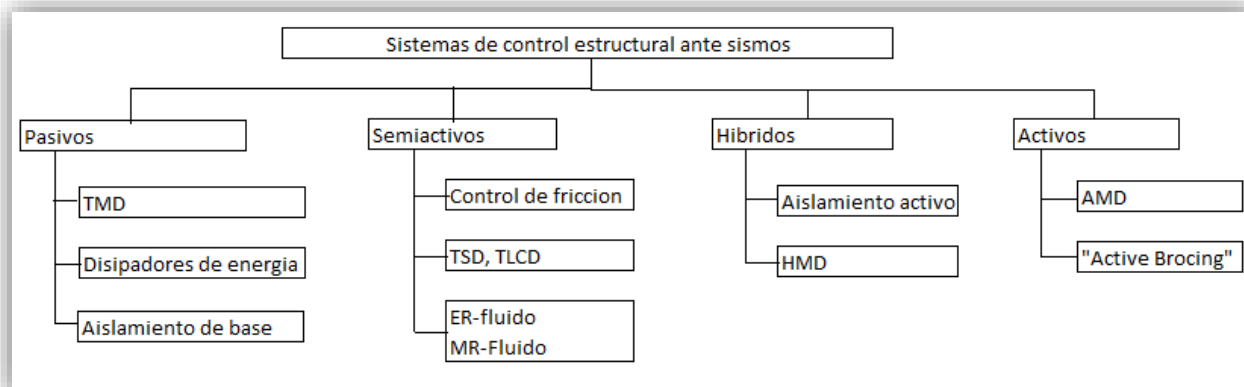 Sistemas de control estructural ante sismos
Pasivos
TMD
Disipadores de energia
Aislamiento de base
Semiactivos
Control de friccion
TSD, TLCD
ER-fluido
MR-Fluido
Hibridos
Aislamiento activo
HMD
Activos
AMD
"Active Brocing"